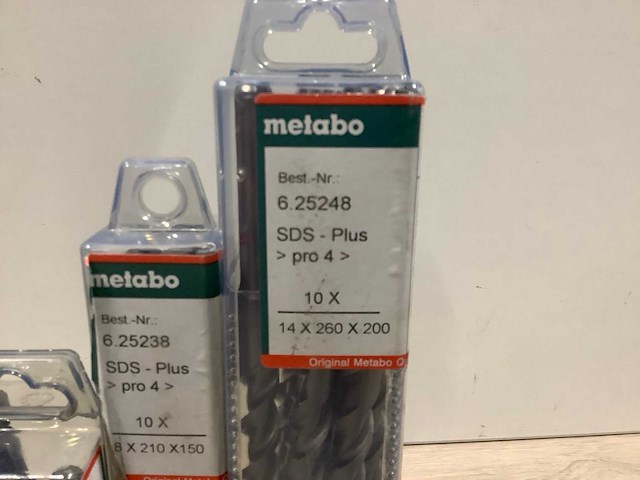 metabo
Best.-Nr.:
6.25248
SDS - Plus
> pro 4 >
10 X
14 X 260 X 200
Original Metabo
metabo
Best.-Nr.:
6.25238
SDS - Plus
> pro 4 >
10 X
8 X 210 X150
Original